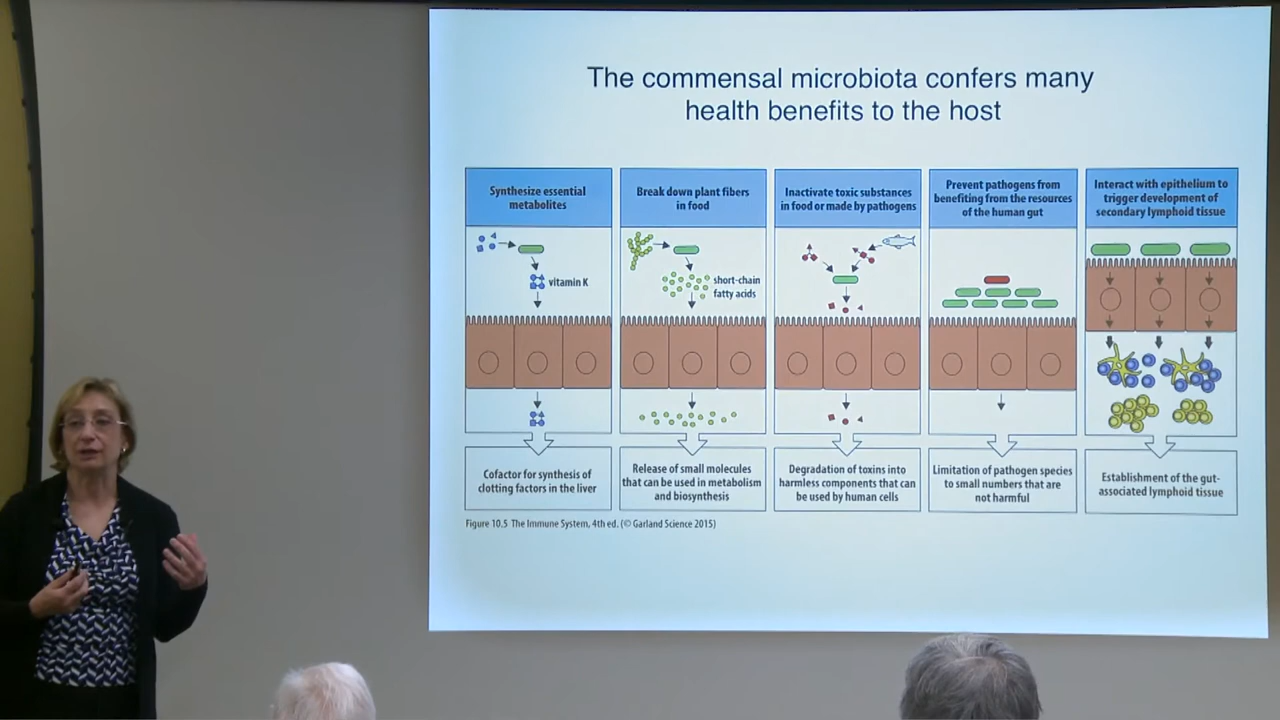 The commensal microbiota confers many
health benefits to the host
Synthesize essential
metabolites
vitamin K
Cofactor for synthesis of
clotting factors in the liver
Break down plant fibers
in food
short-chain
fatty acids
Release of small molecules
that can be used in metabolism
and biosynthesis
Inactivate toxic substances
in food or made by pathogens
Degradation of toxins into
harmless components that can
be used by human cells
Prevent pathogens from
benefiting from the resources
of the human gut
Limitation of pathogen species
to small numbers that are
not harmful
Interact with epithelium to
trigger development of
secondary lymphoid tissue
Establishment of the gut-
associated lymphoid tissue
Figure 10.5 The Immune System, 4th ed. (© Garland Science 2015)